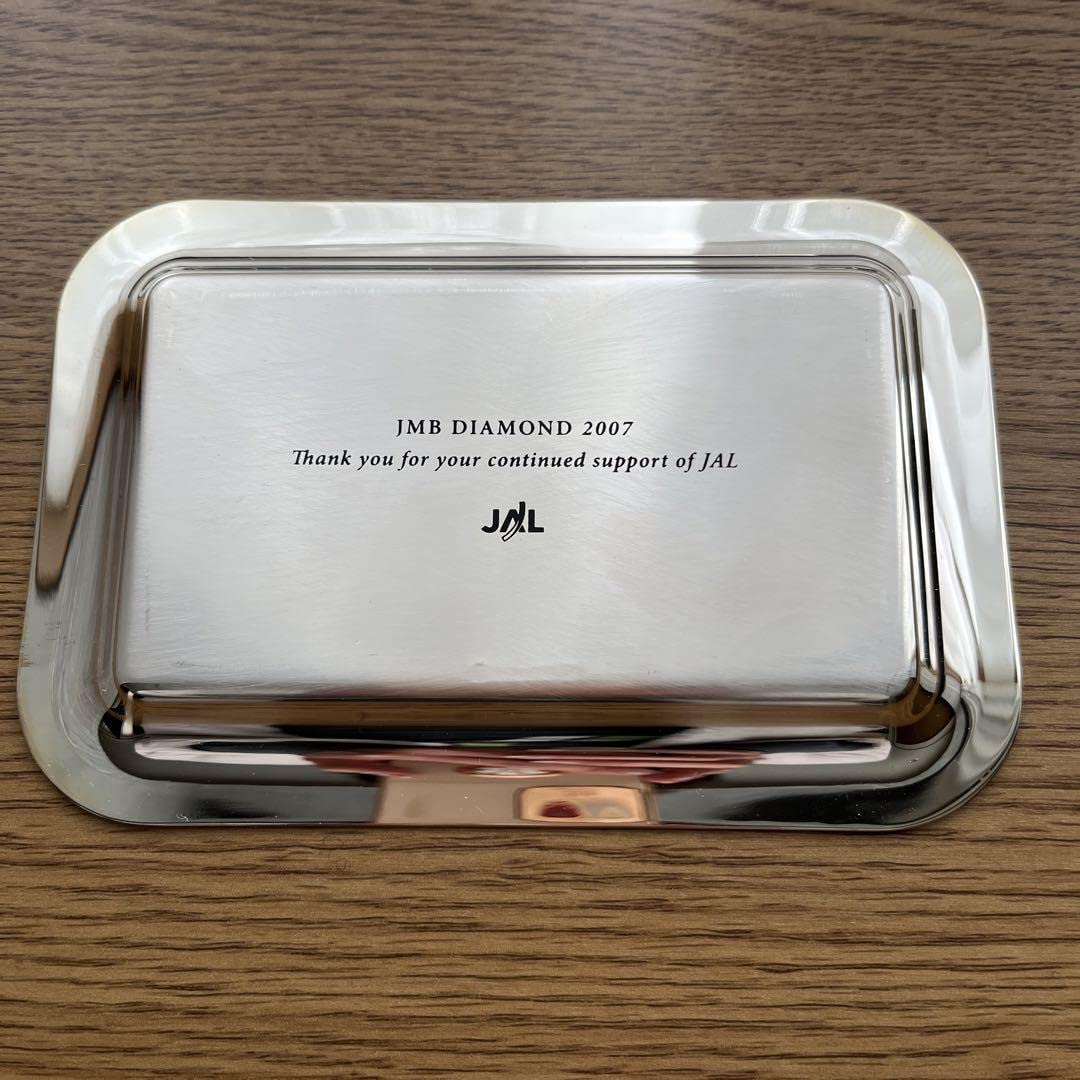 JMB DIAMOND 2007
Thank you for your continued support of JAL
JAL